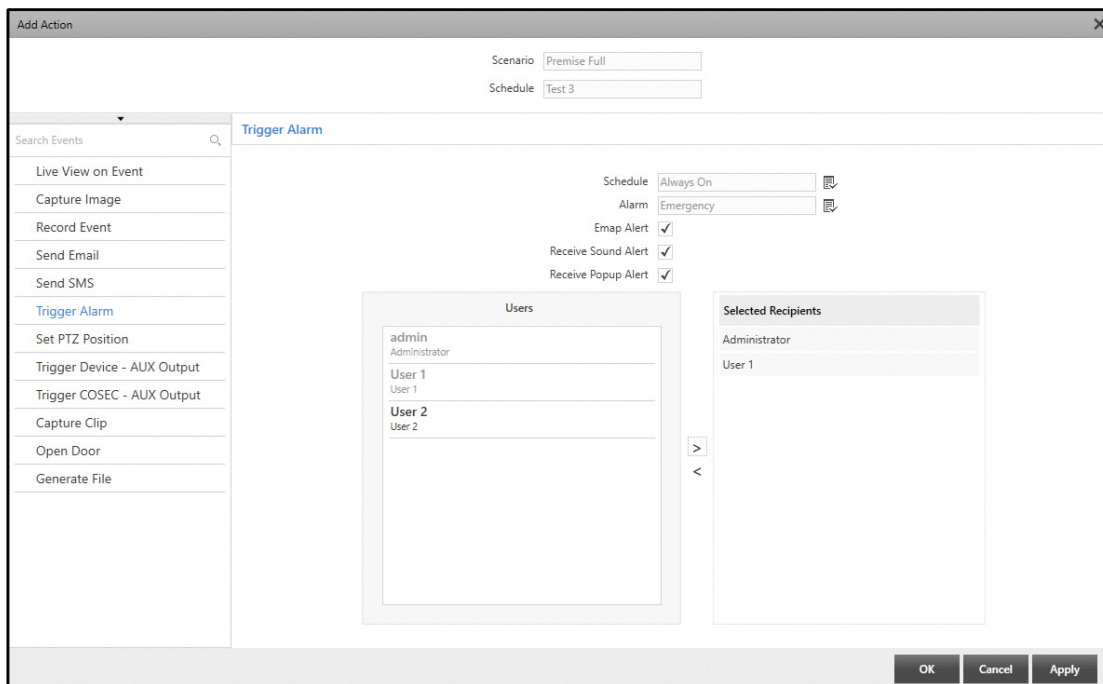 Add Action
Scenario Premise Full
Schedule Test 3
Search Events
Live View on Event
Capture Image
Record Event
Send Email
Send SMS
Trigger Alarm
Set PTZ Position
Trigger Device - AUX Output
Trigger COSEC - AUX Output
Capture Clip
Open Door
Generate File
Trigger Alarm
Schedule Always On
Alarm Emergency
Emap Alert
Receive Sound Alert
Receive Popup Alert
Users
admin
Administrator
User 1
User 1
User 2
User 2
>
<
Selected Recipients
Administrator
User 1
OK Cancel Apply